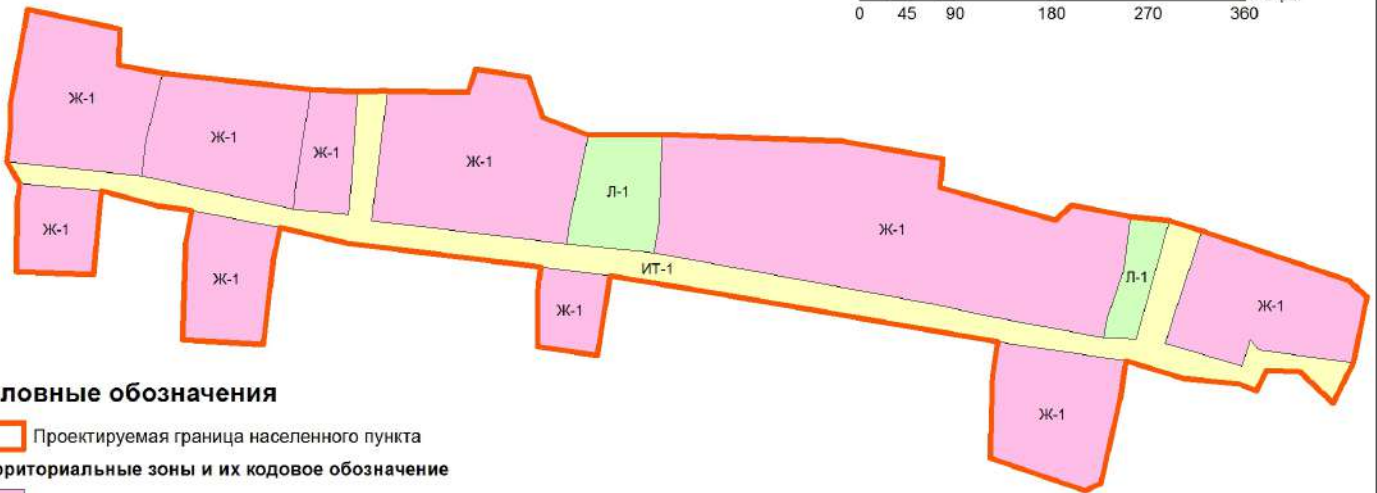 0 45 90 180 270 360
Ж-1
Ж-1
Ж-1
Ж-1
Л-1
Ж-1
Ж-1
Ж-1
ИТ-1
Л-1
Ж-1
Ж-1
Ж-1
ловные обозначения
Проектируемая граница населенного пункта
рриториальные зоны и их кодовое обозначение